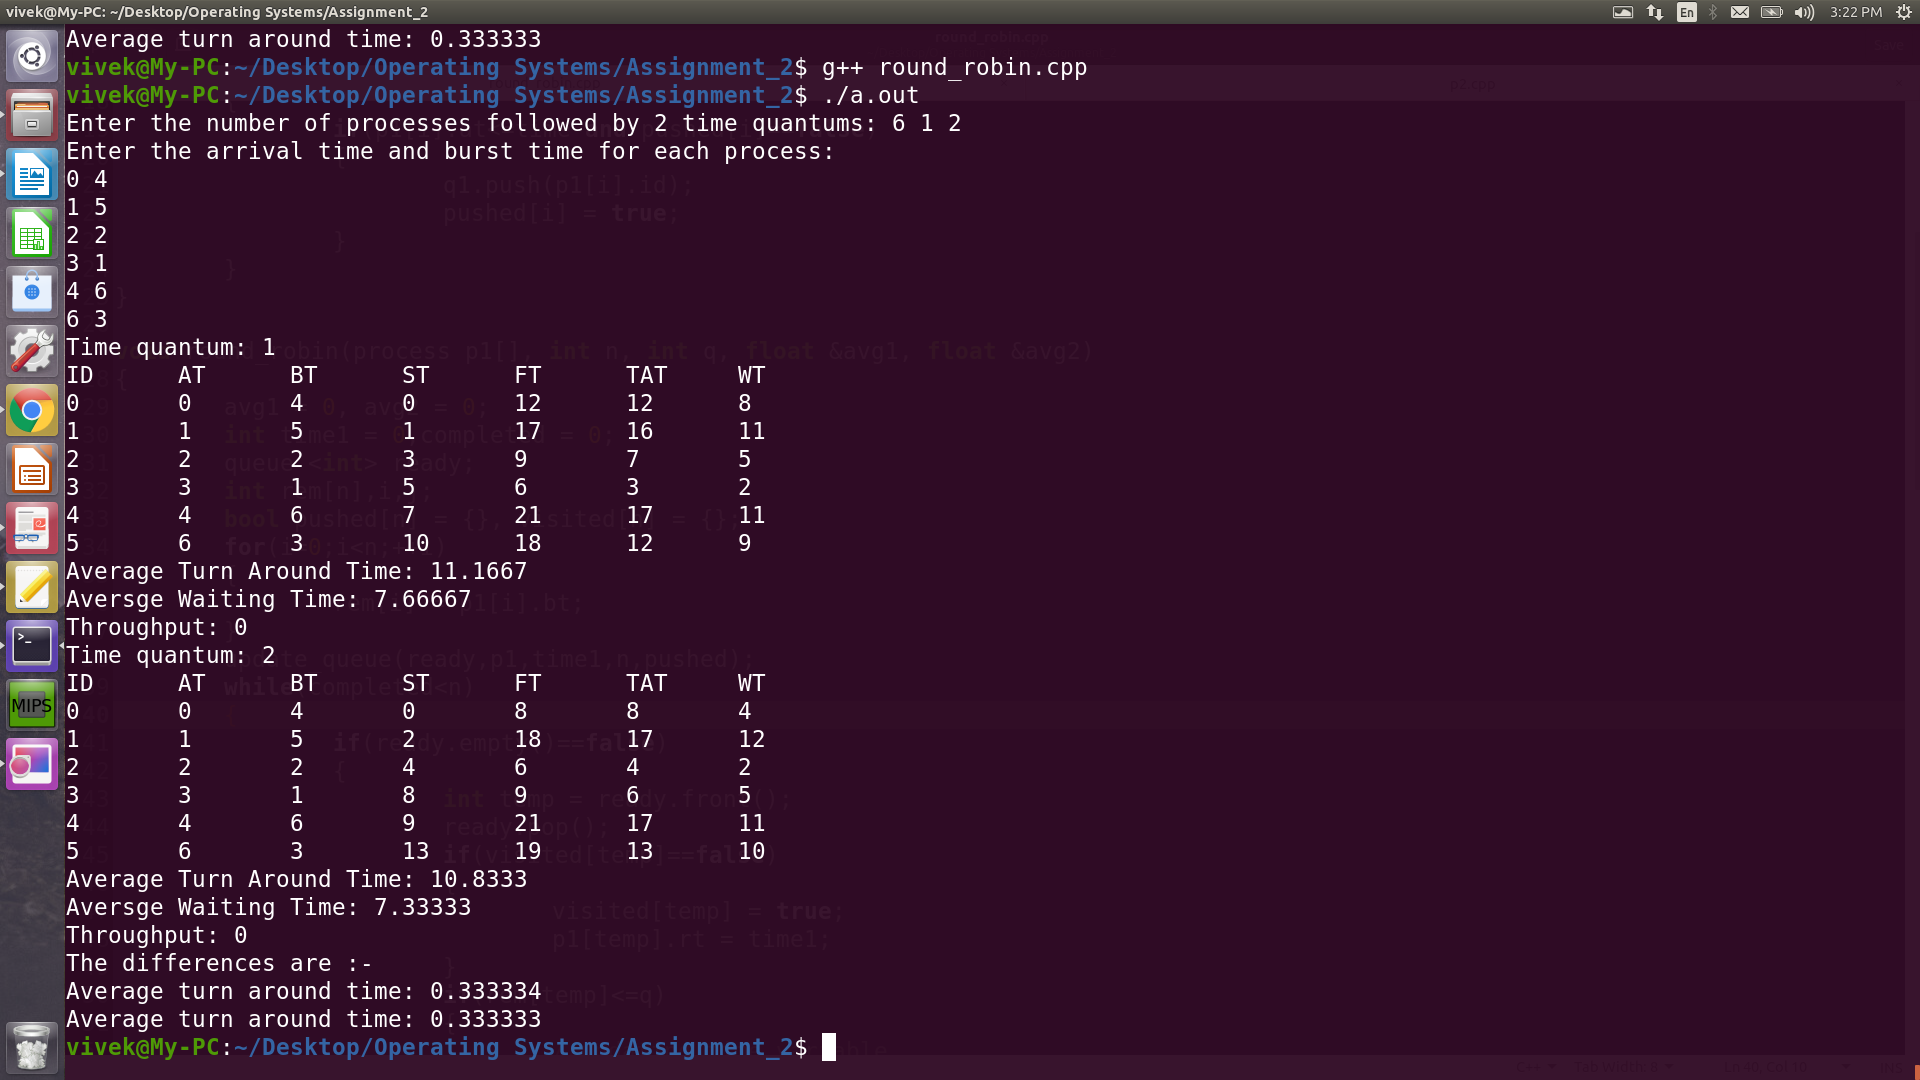 vivek@My-PC: ~/Desktop/Operating Systems/Assignment_2
En 3:22 PM
Average turn around time: 0.333333
vivek@My-PC:~/Desktop/Operating Systems/Assignment_2$ g++ round_robin.cpp
vivek@My-PC:~/Desktop/Operating Systems/Assignment_2$ ./a.out
Enter the number of processes followed by 2 time quantums: 6 1 2
Enter the arrival time and burst time for each process:
0 4
1 5
2 2
3 1
4 6
6 3
Time quantum: 1
ID AT BT ST FT TAT WT
0 0 4 0 12 12 8
1 1 5 1 17 16 11
2 2 2 3 9 7 5
3 3 1 5 6 3 2
4 4 6 7 21 17 11
5 6 3 10 18 12 9
Average Turn Around Time: 11.1667
Aversge Waiting Time: 7.66667
Throughput: 0
Time quantum: 2
ID AT BT ST FT TAT WT
0 0 4 0 8 8 4
1 1 5 2 18 17 12
2 2 2 4 6 4 2
3 3 1 8 9 6 5
4 4 6 9 21 17 11
5 6 3 13 19 13 10
Average Turn Around Time: 10.8333
Aversge Waiting Time: 7.33333
Throughput: 0
The differences are :-
Average turn around time: 0.333334
Average turn around time: 0.333333
vivek@My-PC:~/Desktop/Operating Systems/Assignment_2$
MIPS